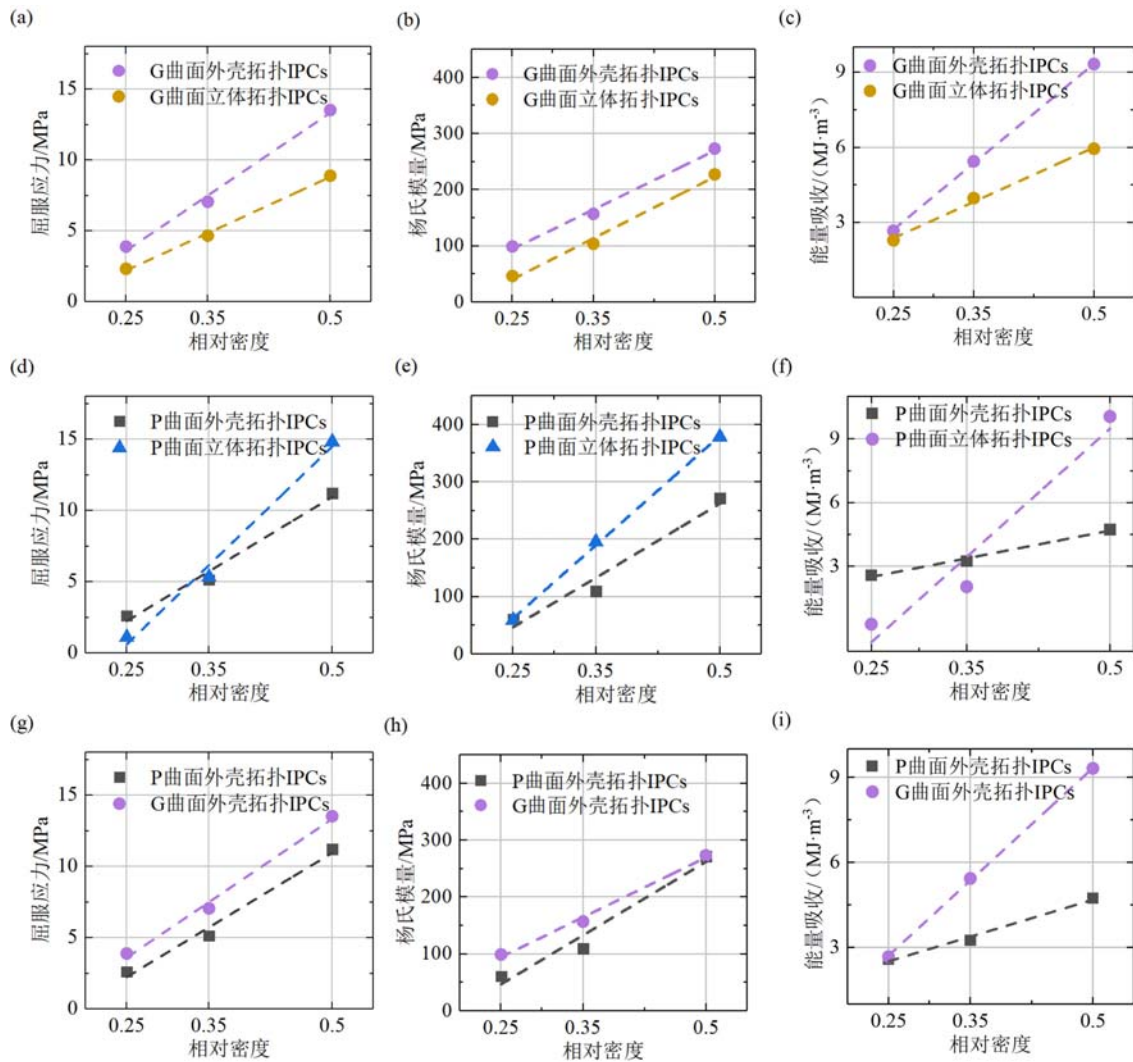 (a)
G曲面外壳拓扑IPCs
G曲面立体拓扑IPCs
屈服应力/MPa
15
10
5
0
0.25
0.35
0.5
相对密度
(b)
G曲面外壳拓扑IPCs
G曲面立体拓扑IPCs
杨氏模量/MPa
400
300
200
100
0
0.25
0.35
0.5
相对密度
(c)
G曲面外壳拓扑IPCs
G曲面立体拓扑IPCs
能量吸收/(MJ·m⁻³)
9
6
3
0.25
0.35
0.5
相对密度
(d)
P曲面外壳拓扑IPCs
P曲面立体拓扑IPCs
屈服应力/MPa
15
10
5
0
0.25
0.35
0.5
相对密度
(e)
P曲面外壳拓扑IPCs
P曲面立体拓扑IPCs
杨氏模量/MPa
400
300
200
100
0
0.25
0.35
0.5
相对密度
(f)
P曲面外壳拓扑IPCs
P曲面立体拓扑IPCs
能量吸收/(MJ·m⁻³)
9
6
3
0.25
0.35
0.5
相对密度
(g)
P曲面外壳拓扑IPCs
G曲面外壳拓扑IPCs
屈服应力/MPa
15
10
5
0
0.25
0.35
0.5
相对密度
(h)
P曲面外壳拓扑IPCs
G曲面外壳拓扑IPCs
杨氏模量/MPa
400
300
200
100
0
0.25
0.35
0.5
相对密度
(i)
P曲面外壳拓扑IPCs
G曲面外壳拓扑IPCs
能量吸收/(MJ·m⁻³)
9
6
3
0.25
0.35
0.5
相对密度